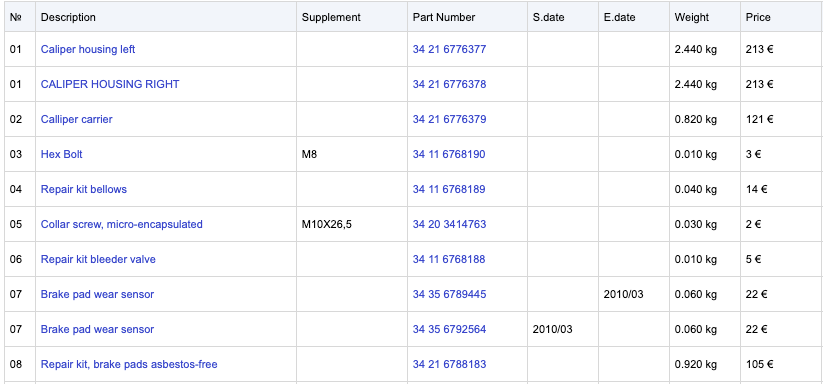 № Description Supplement Part Number S.date E.date Weight Price
01 Caliper housing left 34 21 6776377 2.440 kg 213 €
01 CALIPER HOUSING RIGHT 34 21 6776378 2.440 kg 213 €
02 Calliper carrier 34 21 6776379 0.820 kg 121 €
03 Hex Bolt M8 34 11 6768190 0.010 kg 3 €
04 Repair kit bellows 34 11 6768189 0.040 kg 14 €
05 Collar screw, micro-encapsulated M10X26,5 34 20 3414763 0.030 kg 2 €
06 Repair kit bleeder valve 34 11 6768188 0.010 kg 5 €
07 Brake pad wear sensor 34 35 6789445 2010/03 0.060 kg 22 €
07 Brake pad wear sensor 34 35 6792564 2010/03 0.060 kg 22 €
08 Repair kit, brake pads asbestos-free 34 21 6788183 0.920 kg 105 €